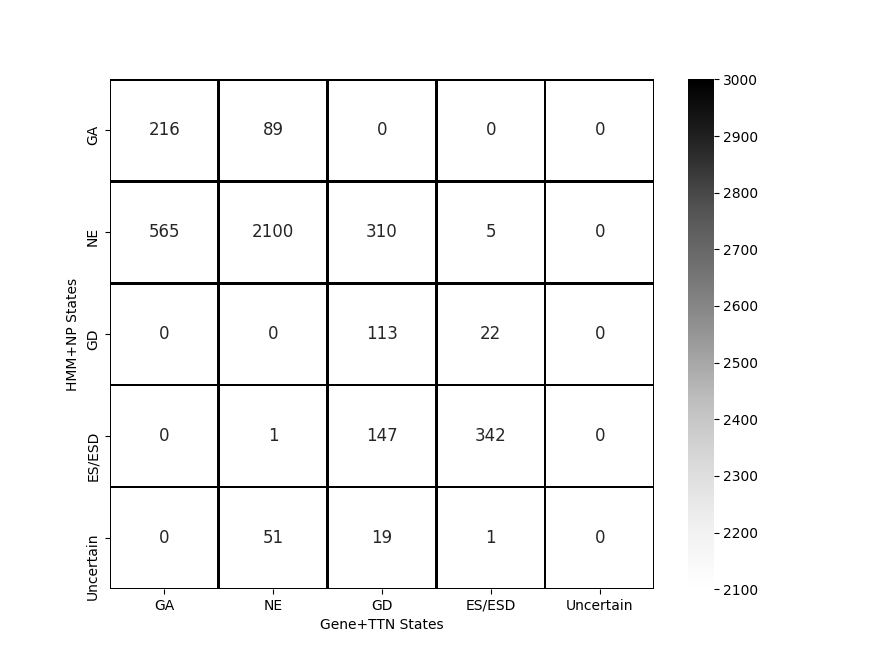 HMM+NP States
GA 216 89 0 0 0
NE 565 2100 310 5 0
GD 0 0 113 22 0
ES/ESD 0 1 147 342 0
Uncertain 0 51 19 1 0
GA NE GD ES/ESD Uncertain
Gene+TTN States
3000
2900
2800
2700
2600
2500
2400
2300
2200
2100